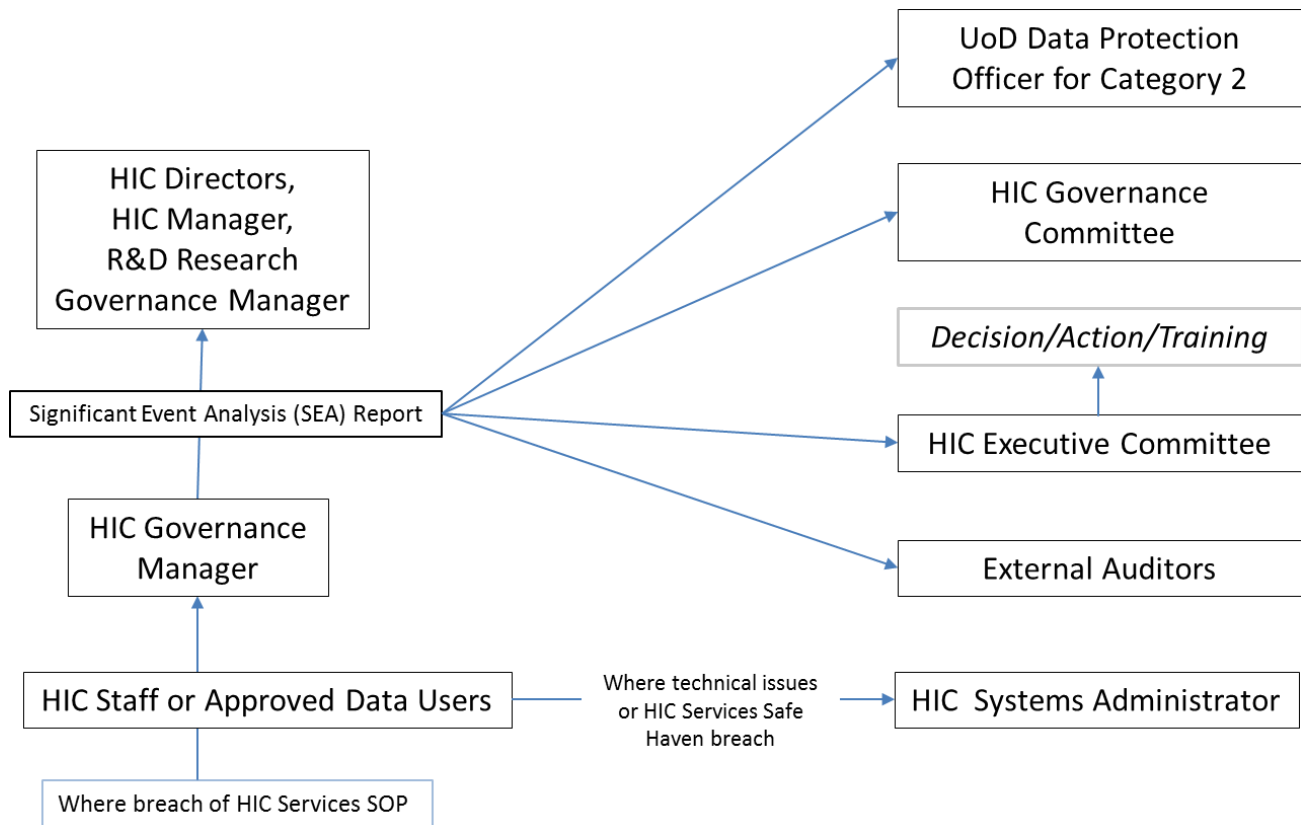 UoD Data Protection
Officer for Category 2
HIC Directors,
HIC Manager,
R&D Research
Governance Manager
HIC Governance
Committee
Decision/Action/Training
Significant Event Analysis (SEA) Report
HIC Executive Committee
HIC Governance
Manager
External Auditors
HIC Staff or Approved Data Users
Where technical issues
or HIC Services Safe
Haven breach
HIC Systems Administrator
Where breach of HIC Services SOP